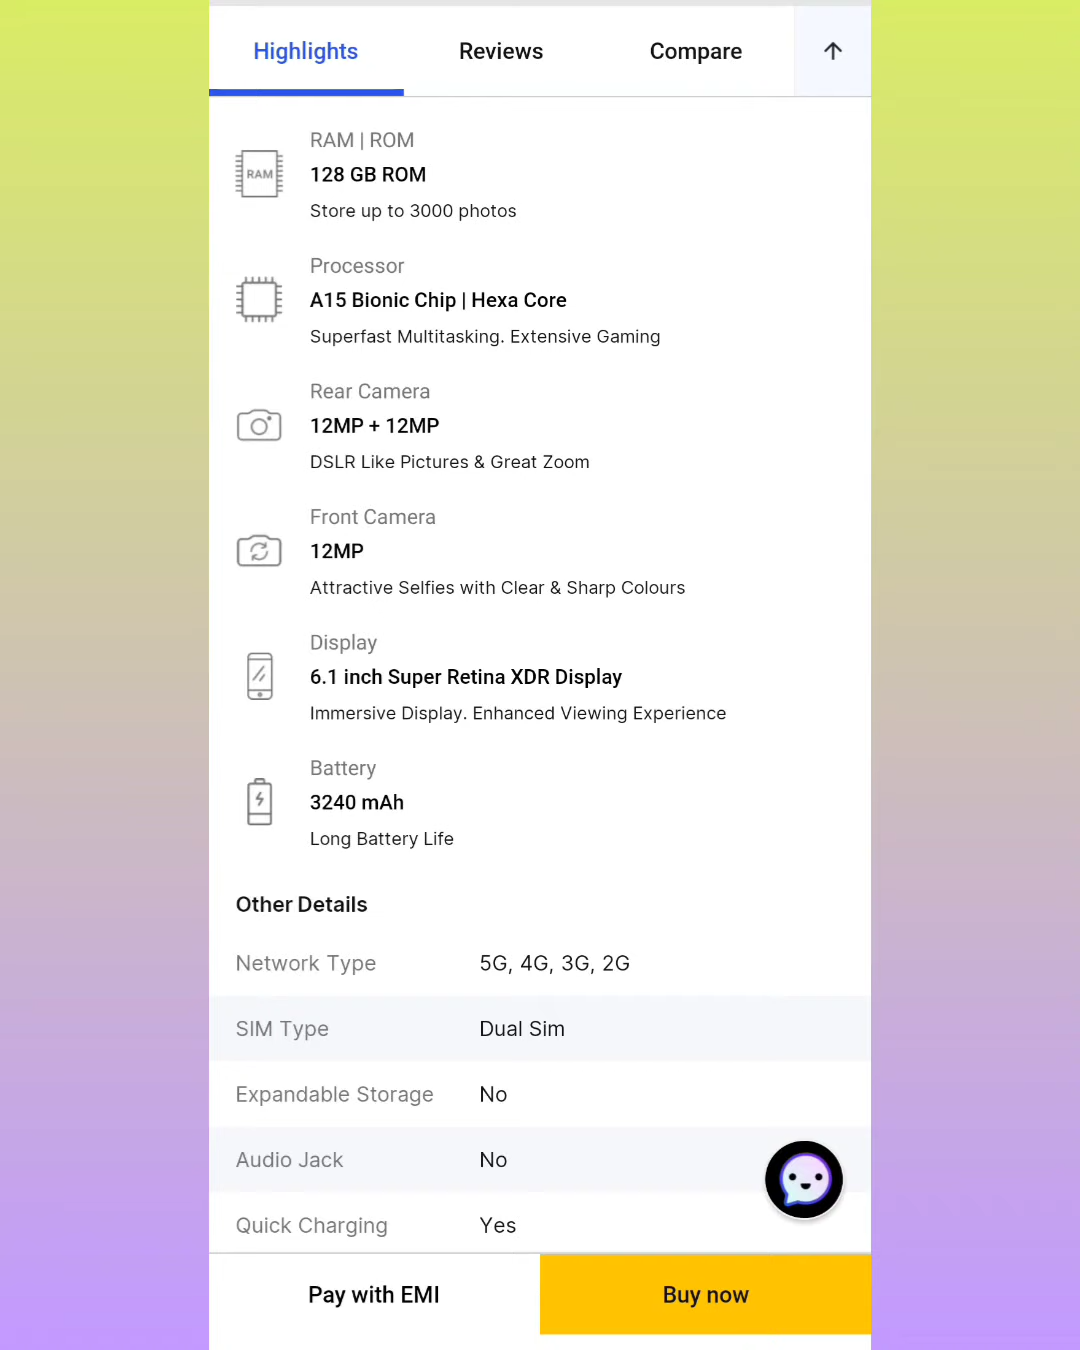 Highlights Reviews Compare
RAM | ROM
RAM
128 GB ROM
Store up to 3000 photos
Processor
A15 Bionic Chip | Hexa Core
Superfast Multitasking. Extensive Gaming
Rear Camera
12MP + 12MP
DSLR Like Pictures & Great Zoom
Front Camera
12MP
Attractive Selfies with Clear & Sharp Colours
Display
6.1 inch Super Retina XDR Display
Immersive Display. Enhanced Viewing Experience
Battery
3240 mAh
Long Battery Life
Other Details
Network Type 5G, 4G, 3G, 2G
SIM Type Dual Sim
Expandable Storage No
Audio Jack No
Quick Charging Yes
Pay with EMI Buy now